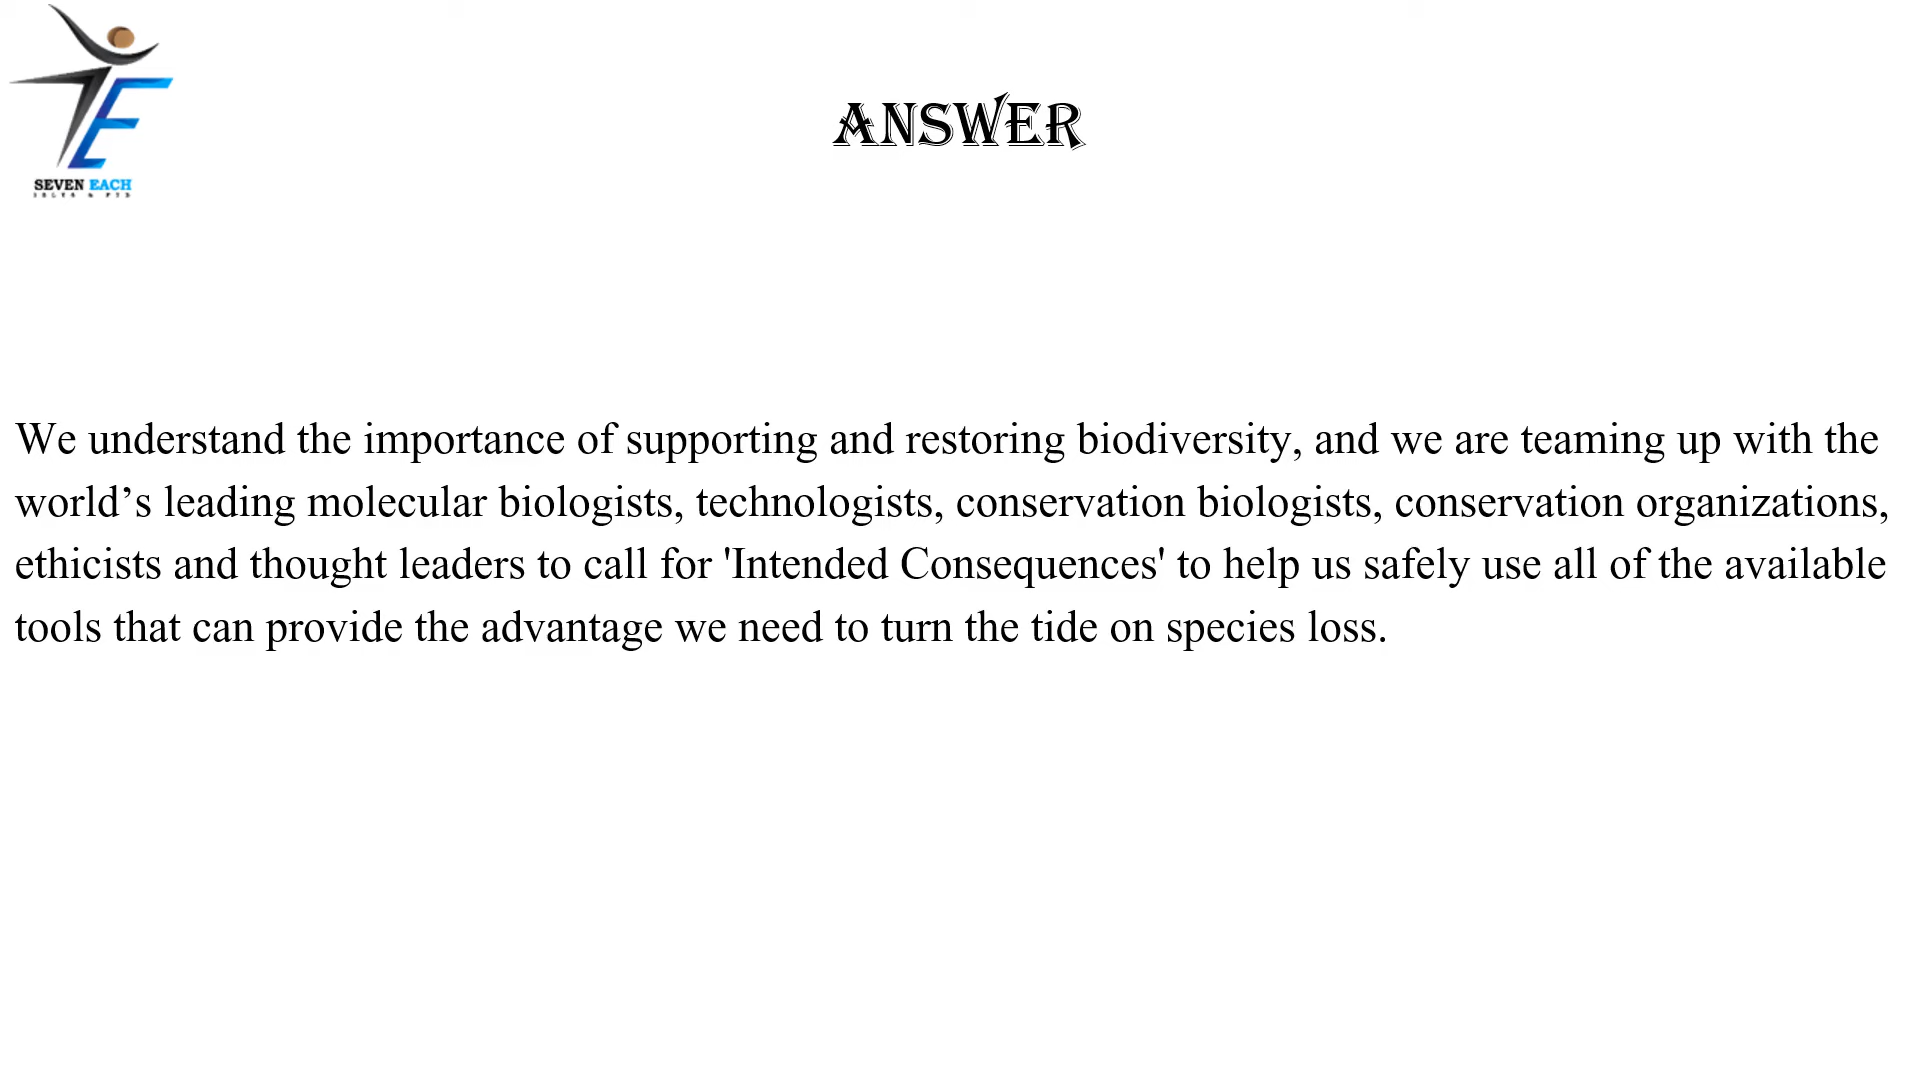 SEVEN EACH
ANSWER
We understand the importance of supporting and restoring biodiversity, and we are teaming up with the
world’s leading molecular biologists, technologists, conservation biologists, conservation organizations,
ethicists and thought leaders to call for 'Intended Consequences' to help us safely use all of the available
tools that can provide the advantage we need to turn the tide on species loss.